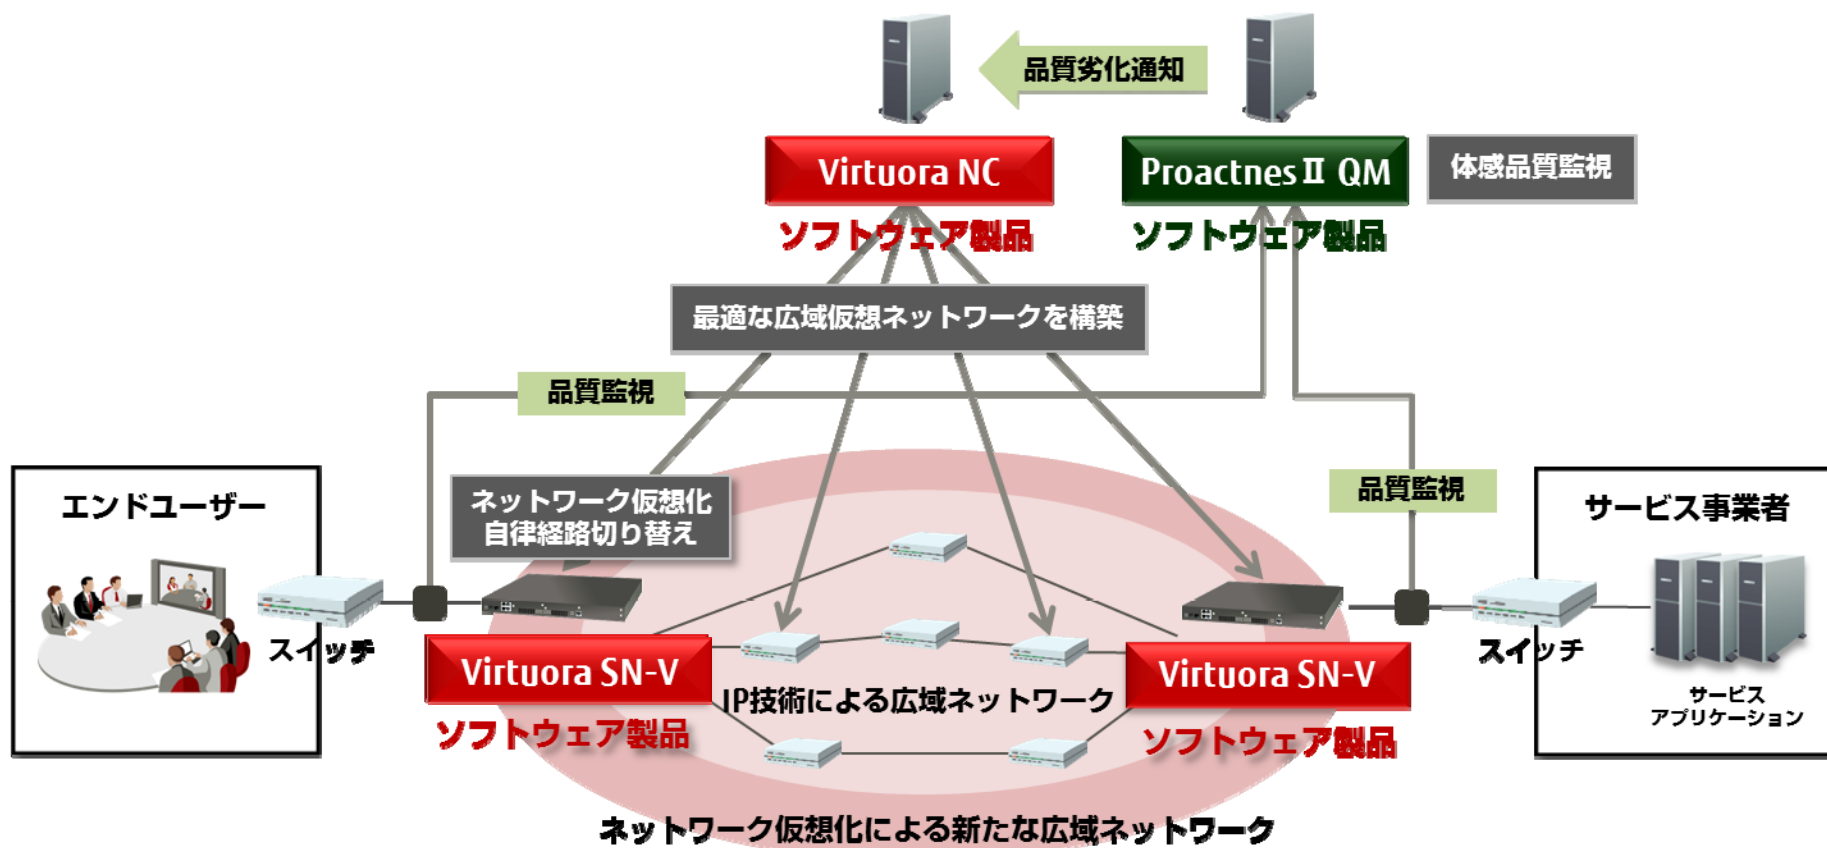 品質劣化通知
Virtuora NC
ソフトウェア製品
ProactnesⅡ QM
ソフトウェア製品
体感品質監視
最適な広域仮想ネットワークを構築
品質監視
品質監視
エンドユーザー
スイッチ
ネットワーク仮想化
自律経路切り替え
Virtuora SN-V
ソフトウェア製品
IP技術による広域ネットワーク
Virtuora SN-V
ソフトウェア製品
サービス事業者
スイッチ
サービス
アプリケーション
ネットワーク仮想化による新たな広域ネットワーク